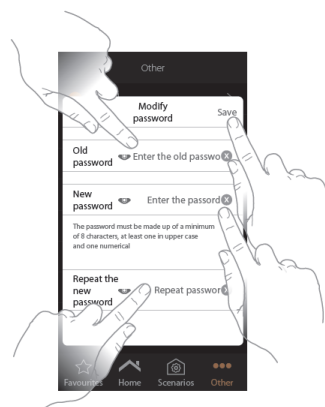 Other
Modify
password
Save
Old
password
Enter the old passwo
New
password
Enter the passord
The password must be made up of a minimum
of 8 characters, at least one in upper case
and one numerical
Repeat the
new
password
Repeat passwor
Favourites
Home
Scenarios
Other